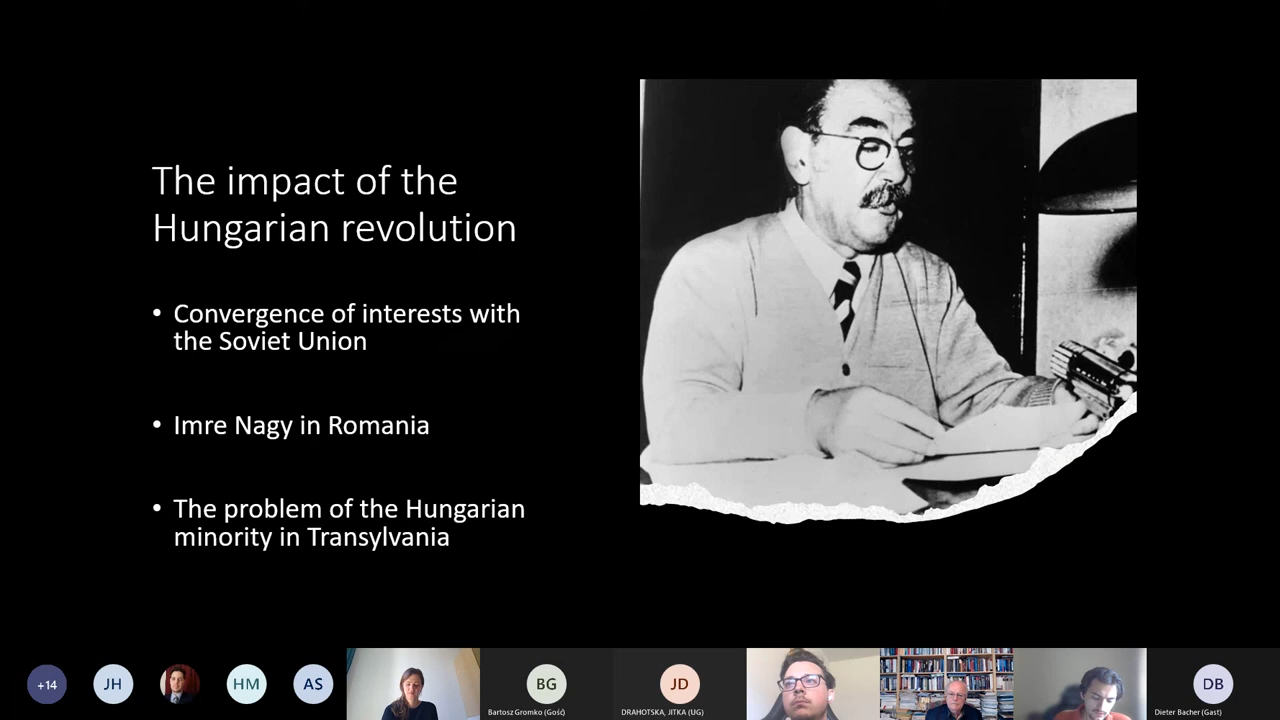 The impact of the
Hungarian revolution
• Convergence of interests with
the Soviet Union
• Imre Nagy in Romania
• The problem of the Hungarian
minority in Transylvania
+14
JH
HM
AS
BG
Bartosz Gromko (Gość)
JD
DRAHOTSKA, JITKA (UG)
DB
Dieter Bacher (Gast)